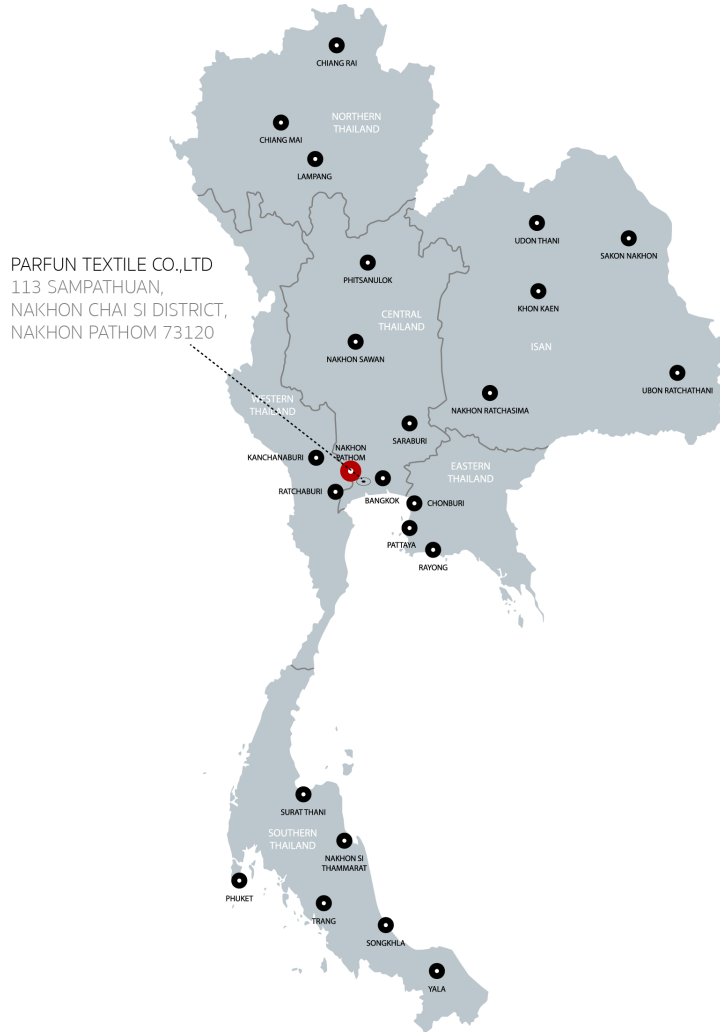 CHIANG RAI
NORTHERN
THAILAND
CHIANG MAI
LAMPANG
UDON THANI
SAKON NAKHON
PARFUN TEXTILE CO.,LTD
113 SAMPATHUAN,
NAKHON CHAI SI DISTRICT,
NAKHON PATHOM 73120
PHITSANULOK
KHON KAEN
CENTRAL
THAILAND
NAKHON SAWAN
ISAN
UBON RATCHATHANI
NAKHON RATCHASIMA
WESTERN
THAILAND
SARABURI
NAKHON
PATHOM
KANCHANABURI
EASTERN
THAILAND
RATCHABURI
BANGKOK
CHONBURI
PATTAYA
RAYONG
SURAT THANI
SOUTHERN
THAILAND
NAKHON SI
THAMMARAT
PHUKET
TRANG
SONGKHLA
YALA